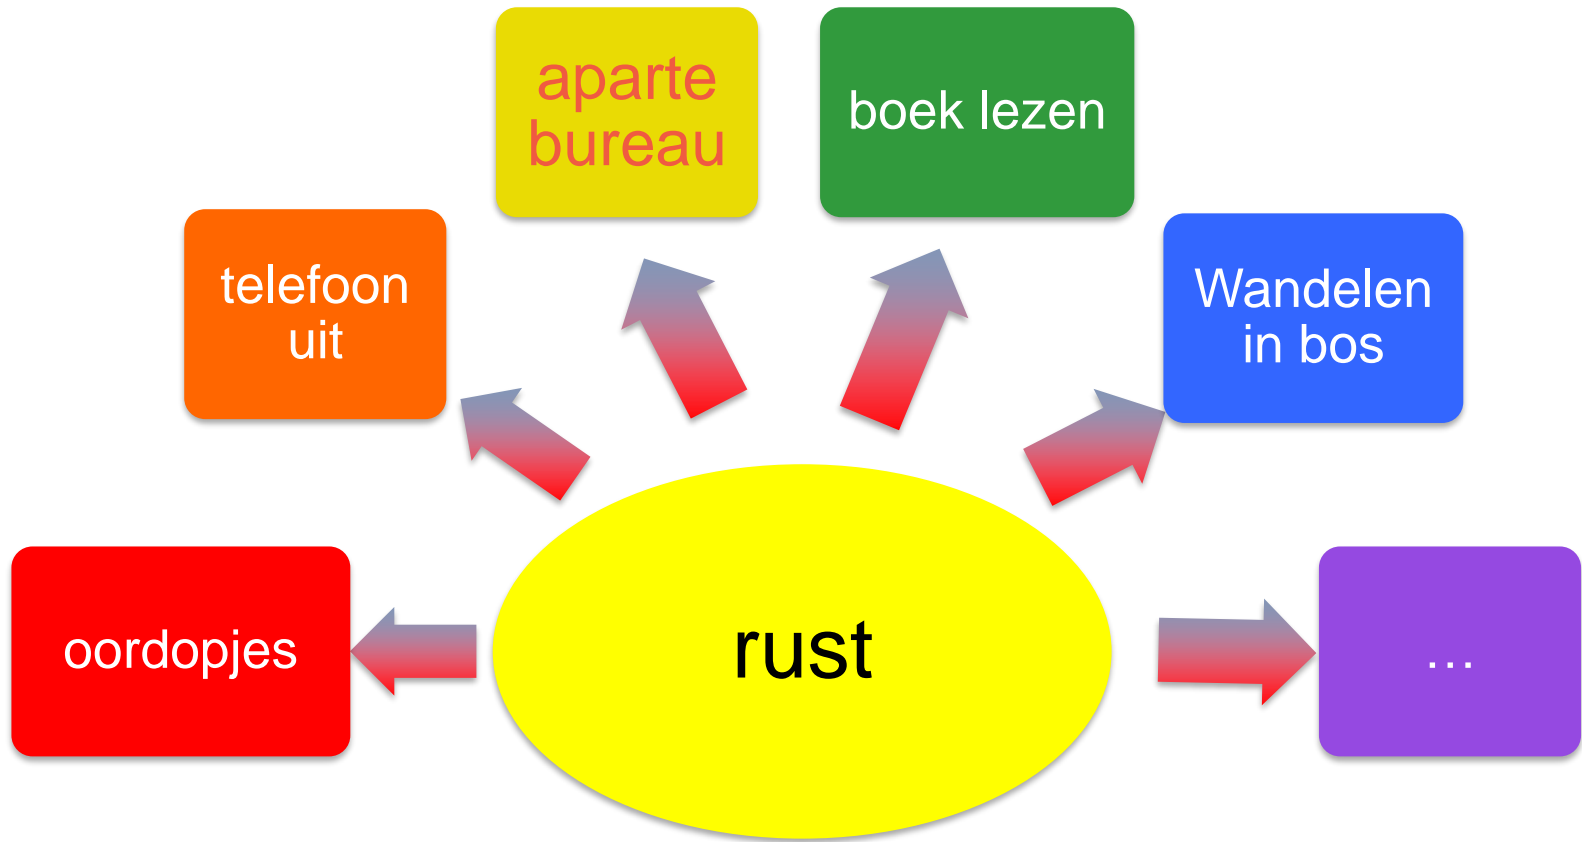 aparte
bureau
boek lezen
telefoon
uit
Wandelen
in bos
oordopjes
rust
...